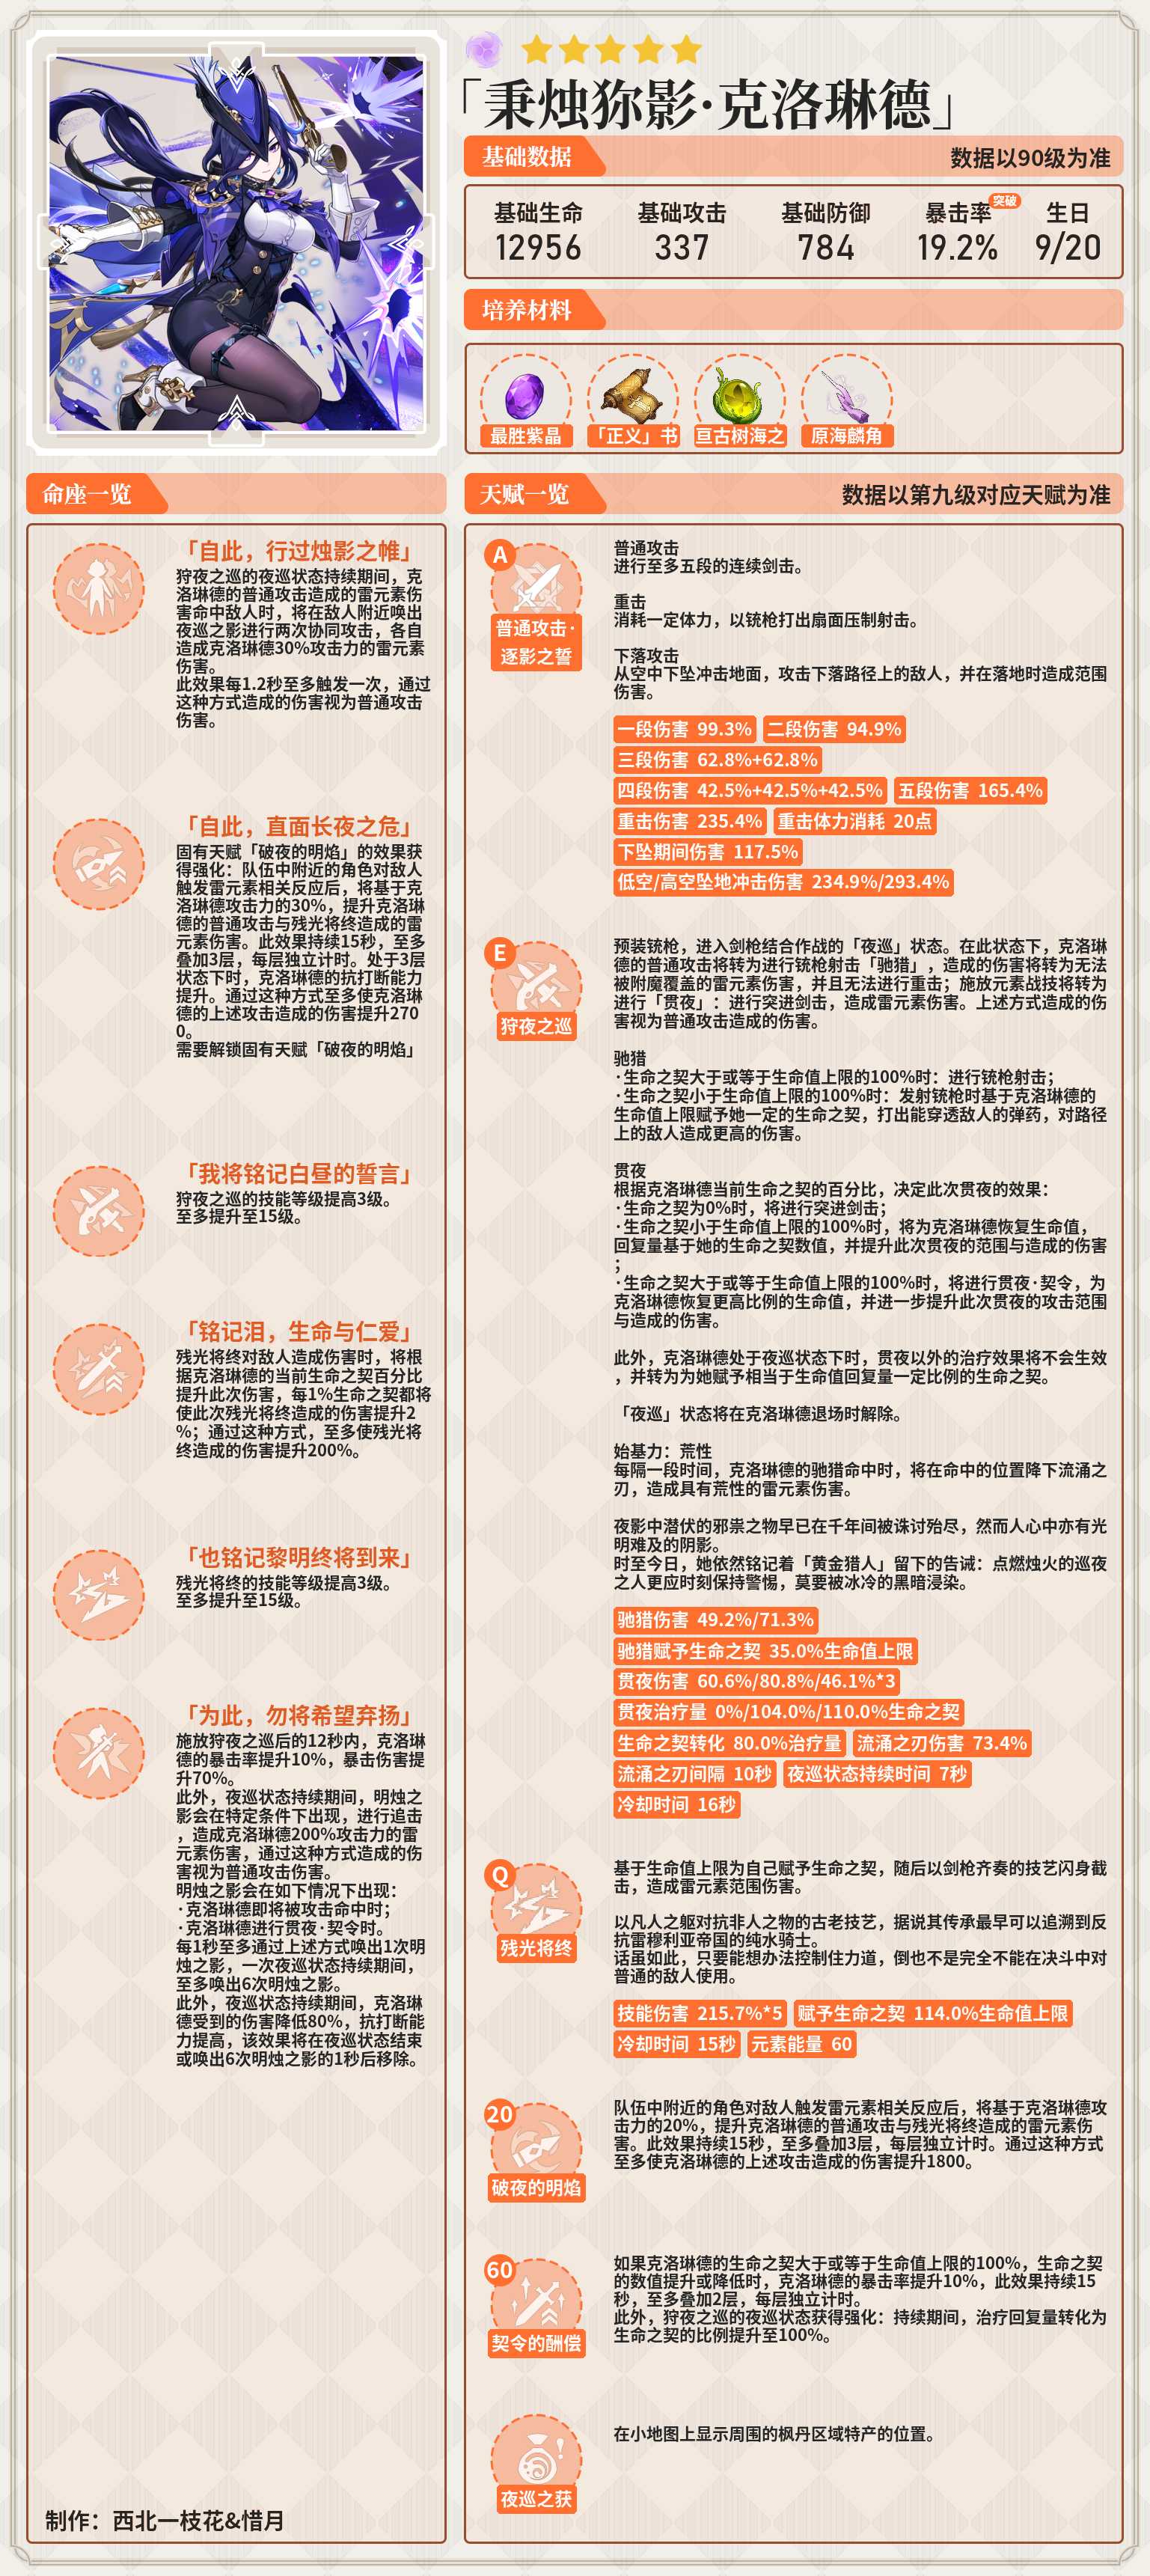 「秉烛弥影·克洛琳德」
基础数据
数据以90级为准
基础生命
基础攻击
基础防御
暴击率
突破
生日
12956
337
784
19.2%
9/20
培养材料
最胜紫晶
「正义」书
亘古树海之
原海麟角
命座一览
「自此，行过烛影之帷」
狩夜之巡的夜巡状态持续期间，克
洛琳德的普通攻击造成的雷元素伤
害命中敌人时，将在敌人附近唤出
夜巡之影进行两次协同攻击，各自
造成克洛琳德30%攻击力的雷元素
伤害。
此效果每1.2秒至多触发一次，通过
这种方式造成的伤害视为普通攻击
伤害。
「自此，直面长夜之危」
固有天赋「破夜的明焰」的效果获
得强化：队伍中附近的角色对敌人
触发雷元素相关反应后，将基于克
洛琳德攻击力的30%，提升克洛琳
德的普通攻击与残光将终造成的雷
元素伤害。此效果持续15秒，至多
叠加3层，每层独立计时。处于3层
状态下时，克洛琳德的抗打断能力
提升。通过这种方式至多使克洛琳
德的上述攻击造成的伤害提升270
0。
需要解锁固有天赋「破夜的明焰」
「我将铭记白昼的誓言」
狩夜之巡的技能等级提高3级。
至多提升至15级。
「铭记泪，生命与仁爱」
残光将终对敌人造成伤害时，将根
据克洛琳德的当前生命之契百分比
提升此次伤害，每1%生命之契都将
使此次残光将终造成的伤害提升2
%；通过这种方式，至多使残光将
终造成的伤害提升200%。
「也铭记黎明终将到来」
残光将终的技能等级提高3级。
至多提升至15级。
「为此，勿将希望弃扬」
施放狩夜之巡后的12秒内，克洛琳
德的暴击率提升10%，暴击伤害提
升70%。
此外，夜巡状态持续期间，明烛之
影会在特定条件下出现，进行追击
，造成克洛琳德200%攻击力的雷
元素伤害，通过这种方式造成的伤
害视为普通攻击伤害。
明烛之影会在如下情况下出现：
·克洛琳德即将被攻击命中时；
·克洛琳德进行贯夜·契令时。
每1秒至多通过上述方式唤出1次明
烛之影，一次夜巡状态持续期间，
至多唤出6次明烛之影。
此外，夜巡状态持续期间，克洛琳
德受到的伤害降低80%，抗打断能
力提高，该效果将在夜巡状态结束
或唤出6次明烛之影的1秒后移除。
制作：西北一枝花&惜月
天赋一览
数据以第九级对应天赋为准
A
普通攻击·
逐影之誓
普通攻击
进行至多五段的连续剑击。
重击
消耗一定体力，以铳枪打出扇面压制射击。
下落攻击
从空中下坠冲击地面，攻击下落路径上的敌人，并在落地时造成范围
伤害。
一段伤害 99.3% 二段伤害 94.9%
三段伤害 62.8%+62.8%
四段伤害 42.5%+42.5%+42.5% 五段伤害 165.4%
重击伤害 235.4% 重击体力消耗 20点
下坠期间伤害 117.5%
低空/高空坠地冲击伤害 234.9%/293.4%
E
狩夜之巡
预装铳枪，进入剑枪结合作战的「夜巡」状态。在此状态下，克洛琳
德的普通攻击将转为进行铳枪射击「驰猎」，造成的伤害将转为无法
被附魔覆盖的雷元素伤害，并且无法进行重击；施放元素战技将转为
进行「贯夜」：进行突进剑击，造成雷元素伤害。上述方式造成的伤
害视为普通攻击造成的伤害。
驰猎
·生命之契大于或等于生命值上限的100%时：进行铳枪射击；
·生命之契小于生命值上限的100%时：发射铳枪时基于克洛琳德的
生命值上限赋予她一定的生命之契，打出能穿透敌人的弹药，对路径
上的敌人造成更高的伤害。
贯夜
根据克洛琳德当前生命之契的百分比，决定此次贯夜的效果：
·生命之契为0%时，将进行突进剑击；
·生命之契小于生命值上限的100%时，将为克洛琳德恢复生命值，
回复量基于她的生命之契数值，并提升此次贯夜的范围与造成的伤害
；
·生命之契大于或等于生命值上限的100%时，将进行贯夜·契令，为
克洛琳德恢复更高比例的生命值，并进一步提升此次贯夜的攻击范围
与造成的伤害。
此外，克洛琳德处于夜巡状态下时，贯夜以外的治疗效果将不会生效
，并转为为她赋予相当于生命值回复量一定比例的生命之契。
「夜巡」状态将在克洛琳德退场时解除。
始基力：荒性
每隔一段时间，克洛琳德的驰猎命中时，将在命中的位置降下流涌之
刃，造成具有荒性的雷元素伤害。
夜影中潜伏的邪祟之物早已在千年间被诛讨殆尽，然而人心中亦有光
明难及的阴影。
时至今日，她依然铭记着「黄金猎人」留下的告诫：点燃烛火的巡夜
之人更应时刻保持警惕，莫要被冰冷的黑暗浸染。
驰猎伤害 49.2%/71.3%
驰猎赋予生命之契 35.0%生命值上限
贯夜伤害 60.6%/80.8%/46.1%*3
贯夜治疗量 0%/104.0%/110.0%生命之契
生命之契转化 80.0%治疗量 流涌之刃伤害 73.4%
流涌之刃间隔 10秒 夜巡状态持续时间 7秒
冷却时间 16秒
Q
残光将终
基于生命值上限为自己赋予生命之契，随后以剑枪齐奏的技艺闪身截
击，造成雷元素范围伤害。
以凡人之躯对抗非人之物的古老技艺，据说其传承最早可以追溯到反
抗雷穆利亚帝国的纯水骑士。
话虽如此，只要能想办法控制住力道，倒也不是完全不能在决斗中对
普通的敌人使用。
技能伤害 215.7%*5 赋予生命之契 114.0%生命值上限
冷却时间 15秒 元素能量 60
20
破夜的明焰
队伍中附近的角色对敌人触发雷元素相关反应后，将基于克洛琳德攻
击力的20%，提升克洛琳德的普通攻击与残光将终造成的雷元素伤
害。此效果持续15秒，至多叠加3层，每层独立计时。通过这种方式
至多使克洛琳德的上述攻击造成的伤害提升1800。
60
契令的酬偿
如果克洛琳德的生命之契大于或等于生命值上限的100%，生命之契
的数值提升或降低时，克洛琳德的暴击率提升10%，此效果持续15
秒，至多叠加2层，每层独立计时。
此外，狩夜之巡的夜巡状态获得强化：持续期间，治疗回复量转化为
生命之契的比例提升至100%。
夜巡之获
在小地图上显示周围的枫丹区域特产的位置。